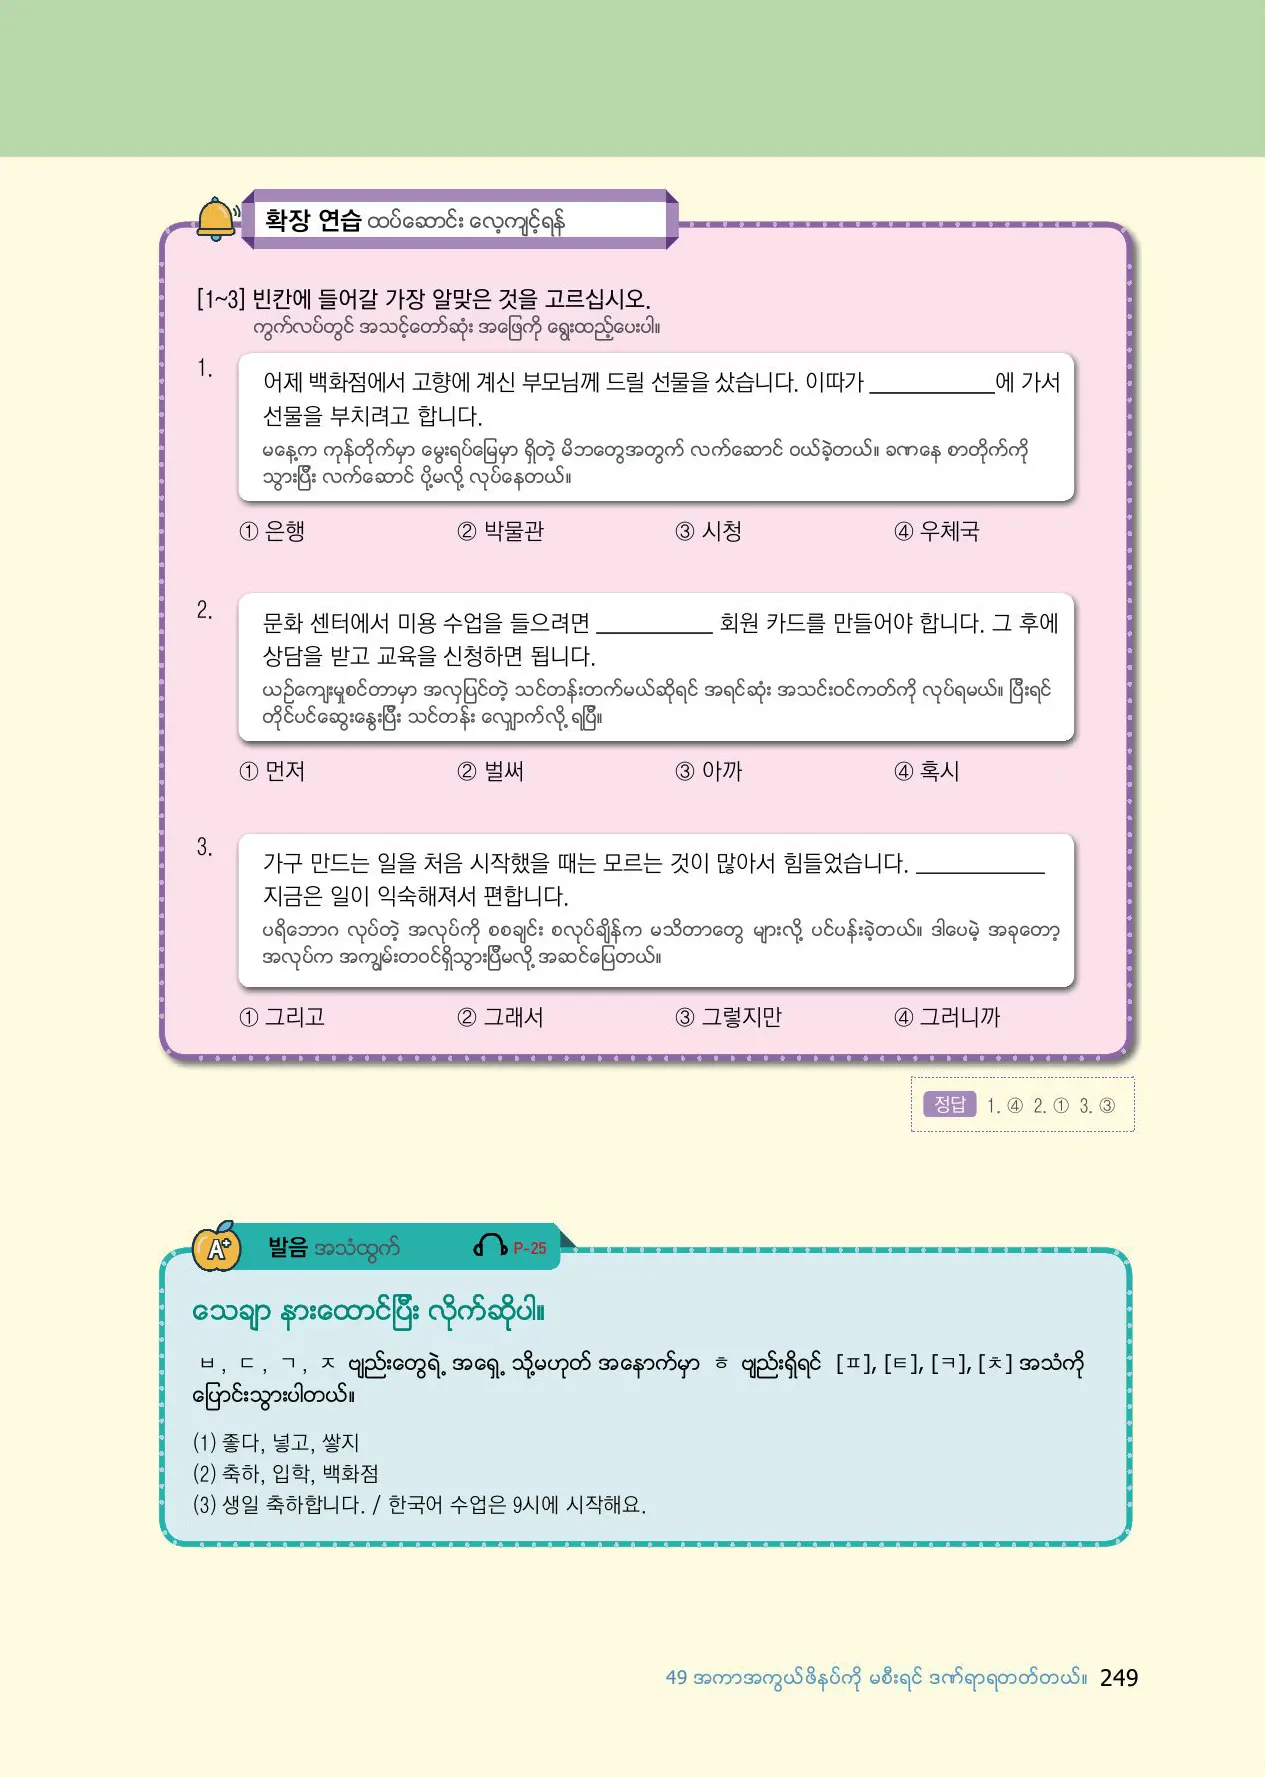 확장 연습 ထပ်ဆောင်း လေ့ကျင့်ရန်
[1~3] 빈칸에 들어갈 가장 알맞은 것을 고르십시오.
ကွက်လပ်တွင် အသင့်တော်ဆုံး အဖြေကို ရွေးထည့်ပေးပါ။
1.
어제 백화점에서 고향에 계신 부모님께 드릴 선물을 샀습니다. 이따가 ___________에 가서
선물을 부치려고 합니다.
မနေ့က ကုန်တိုက်မှာ မွေးရပ်မြေမှာ ရှိတဲ့ မိဘတွေအတွက် လက်ဆောင် ဝယ်ခဲ့တယ်။ ခဏနေ စာတိုက်ကို
သွားပြီး လက်ဆောင် ပို့မလို့ လုပ်နေတယ်။
① 은행 ② 박물관 ③ 시청 ④ 우체국
2.
문화 센터에서 미용 수업을 들으려면 __________ 회원 카드를 만들어야 합니다. 그 후에
상담을 받고 교육을 신청하면 됩니다.
ယဉ်ကျေးမှုစင်တာမှာ အလှပြင်တဲ့ သင်တန်းတက်မယ်ဆိုရင် အရင်ဆုံး အသင်းဝင်ကတ်ကို လုပ်ရမယ်။ ပြီးရင်
တိုင်ပင်ဆွေးနွေးပြီး သင်တန်း လျှောက်လို့ ရပြီ။
① 먼저 ② 벌써 ③ 아까 ④ 혹시
3.
가구 만드는 일을 처음 시작했을 때는 모르는 것이 많아서 힘들었습니다. ___________
지금은 일이 익숙해져서 편합니다.
ပရိဘောဂ လုပ်တဲ့ အလုပ်ကို စစချင်း စလုပ်ချိန်က မသိတာတွေ များလို့ ပင်ပန်းခဲ့တယ်။ ဒါပေမဲ့ အခုတော့
အလုပ်က အကျွမ်းတဝင်ရှိသွားပြီမလို့ အဆင်ပြေတယ်။
① 그리고 ② 그래서 ③ 그렇지만 ④ 그러니까
정답 1. ④ 2. ① 3. ③
A+ 발음 အသံထွက် P-25
သေချာ နားထောင်ပြီး လိုက်ဆိုပါ။
ㅂ, ㄷ, ㄱ, ㅈ ဗျည်းတွေရဲ့ အရှေ့ သို့မဟုတ် အနောက်မှာ ㅎ ဗျည်းရှိရင် [ㅍ], [ㅌ], [ㅋ], [ㅊ] အသံကို
ပြောင်းသွားပါတယ်။
(1) 좋다, 넣고, 쌓지
(2) 축하, 입학, 백화점
(3) 생일 축하합니다. / 한국어 수업은 9시에 시작해요.
49 အကာအကွယ်ဖိနပ်ကို မစီးရင် ဒဏ်ရာရတတ်တယ်။ 249